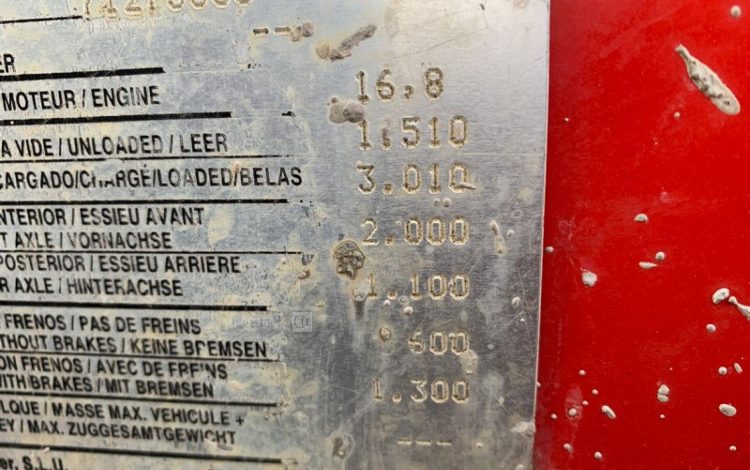 ER
MOTEUR / ENGINE 16,8
A VIDE / UNLOADED / LEER 1.510
CARGADO/CHARGÉ/LOADED/BELAS 3.010
NTERIOR / ESSIEU AVANT
T AXLE / VORNACHSE 2.000
POSTERIOR / ESSIEU ARRIERE
R AXLE / HINTERACHSE 1.100
FRENOS / PAS DE FREINS
THOUT BRAKES / KEINE BREMSEN 600
ON FRENOS / AVEC DE FREINS
WITH BRAKES / MIT BREMSEN 1.300
LQUE / MASSE MAX. VEHICULE +
EY / MAX. ZUGGESAMTGEWICHT ---
er, S.L.U.